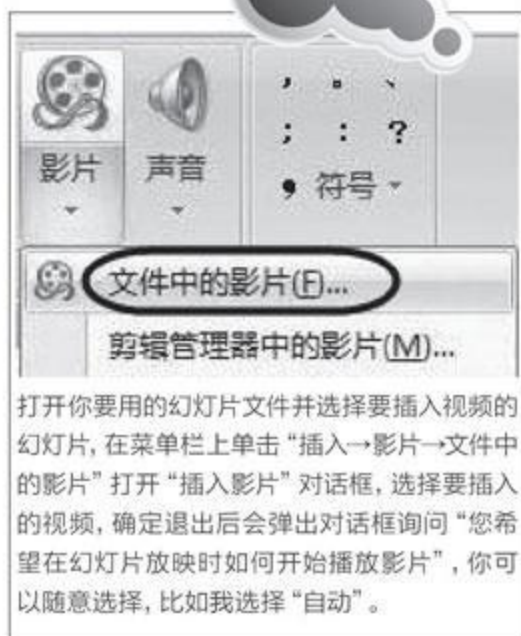 影片
声音
, 。 、
; : ?
, 符号
文件中的影片(F)...
剪辑管理器中的影片(M)...
打开你要用的幻灯片文件并选择要插入视频的
幻灯片, 在菜单栏上单击“插入→影片→文件中
的影片”打开“插入影片”对话框, 选择要插入
的视频, 确定退出后会弹出对话框询问“您希
望在幻灯片放映时如何开始播放影片”, 你可
以随意选择, 比如我选择“自动”。